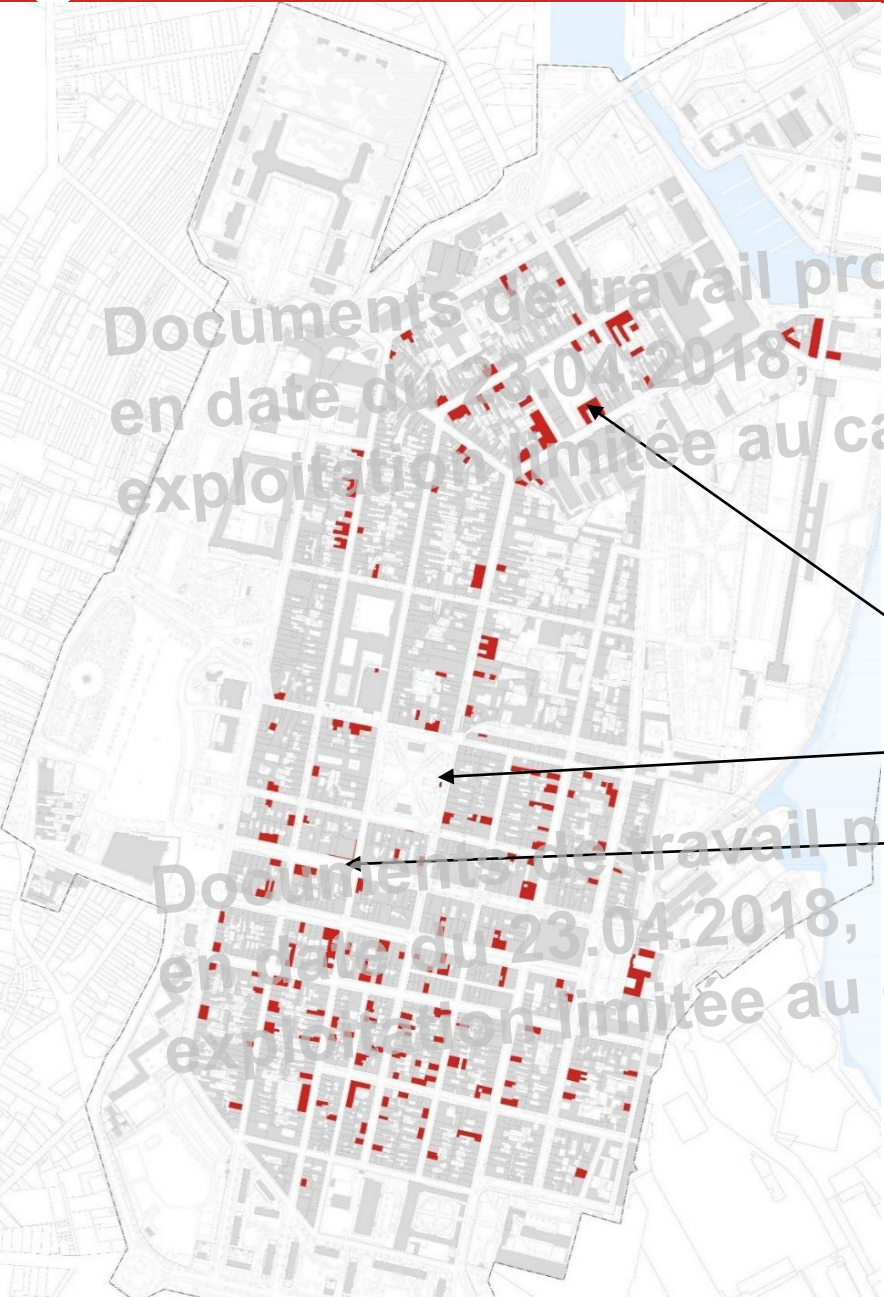 Documents de travail pro
en date du 23.04.2018,
exploitation limitée au ca
Documents de travail p
en date du 23.04.2018,
exploitation limitée au